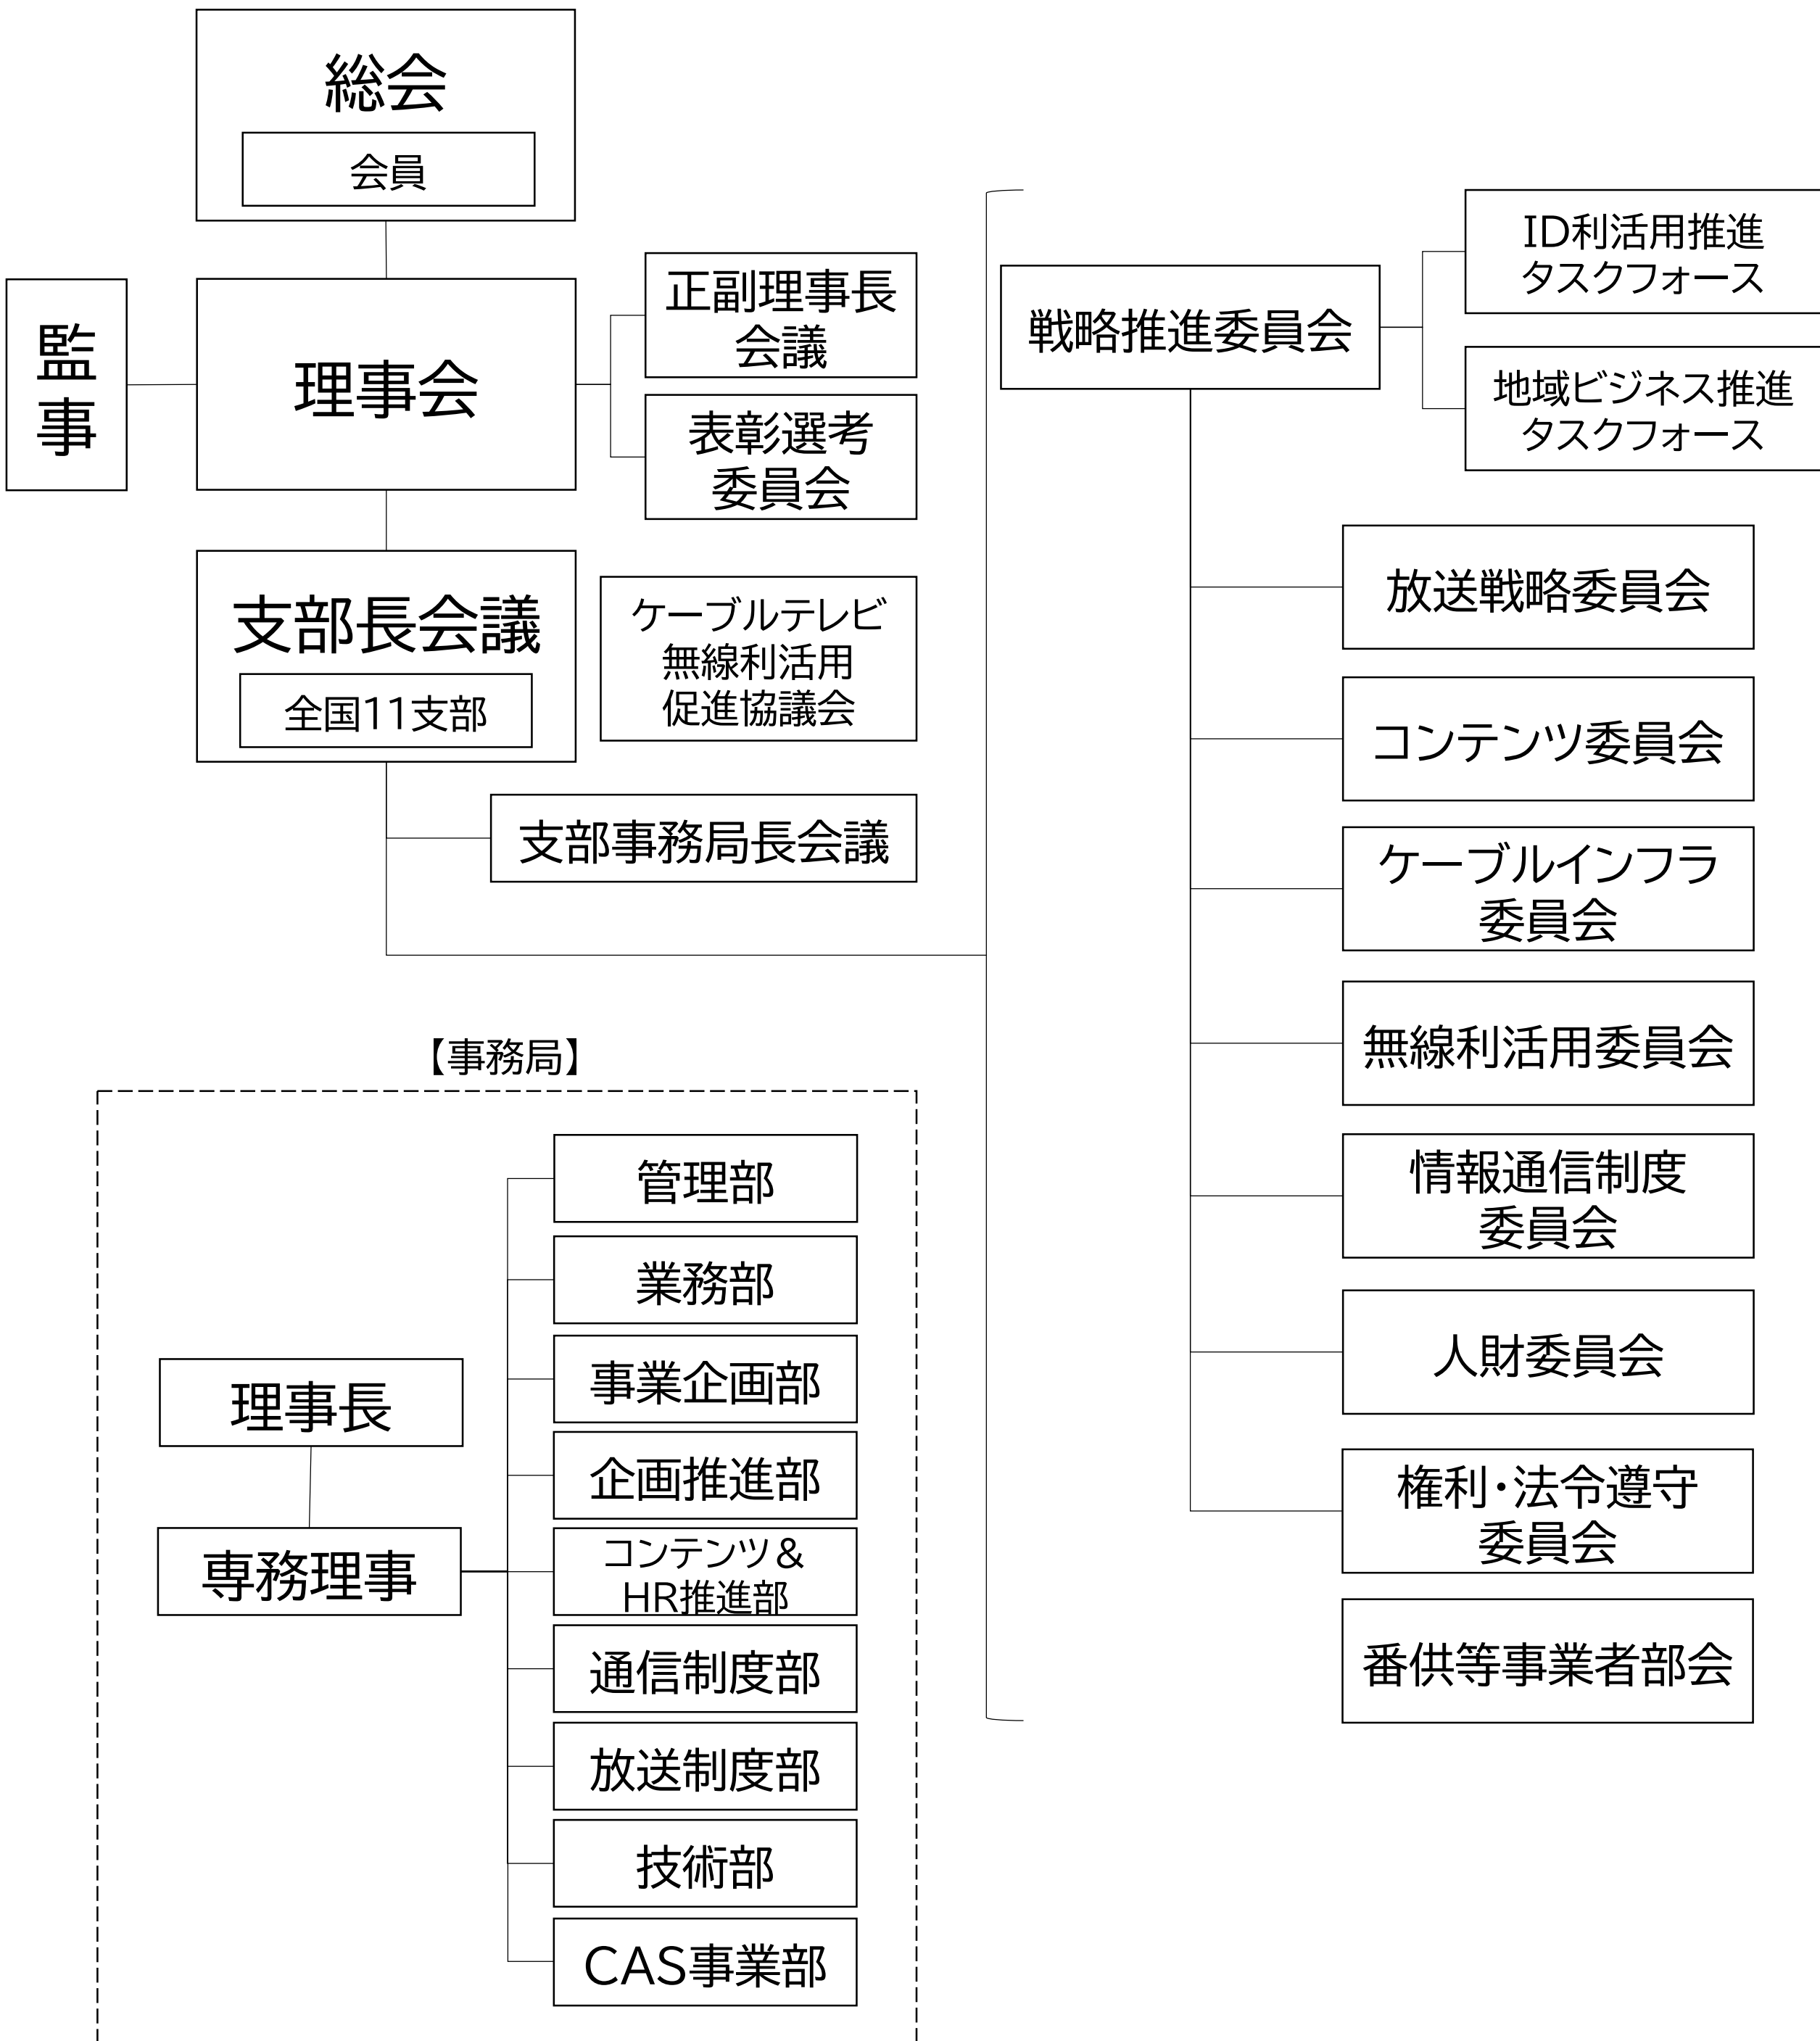 総会
会員
監
事
理事会
正副理事長
会議
表彰選考
委員会
支部長会議
全国11支部
ケーブルテレビ
無線利活用
促進協議会
支部事務局長会議
戦略推進委員会
ID利活用推進
タスクフォース
地域ビジネス推進
タスクフォース
放送戦略委員会
コンテンツ委員会
ケーブルインフラ
委員会
無線利活用委員会
情報通信制度
委員会
人財委員会
権利・法令遵守
委員会
番供等事業者部会
【事務局】
理事長
専務理事
管理部
業務部
事業企画部
企画推進部
コンテンツ＆
HR推進部
通信制度部
放送制度部
技術部
CAS事業部